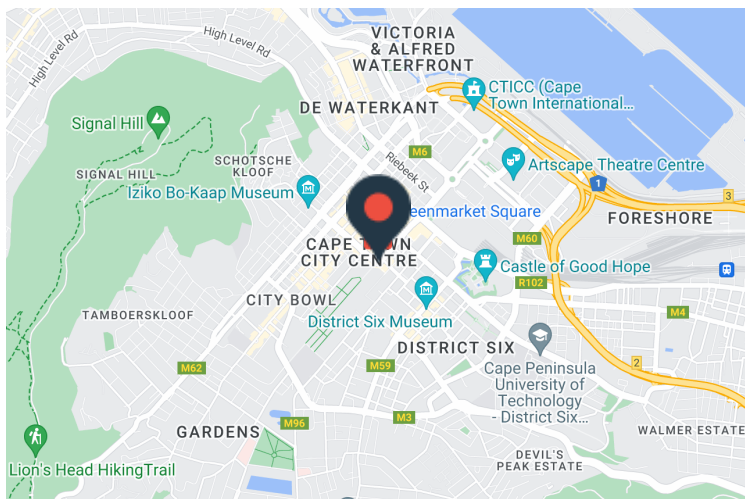 VICTORIA
& ALFRED
WATERFRONT
High Level Rd
High Level Rd
CTICC (Cape
Town International...
DE WATERKANT
Signal Hill
M6
SCHOTSCHE
KLOOF
Riebeek St
Artscape Theatre Centre
SIGNAL HILL
Iziko Bo-Kaap Museum
1
3
Square
FORESHORE
M60
CAPE TOWN
CITY CENTRE
Castle of Good Hope
R102
CITY BOWL
TAMBOERSKLOOF
District Six Museum
M4
DISTRICT SIX
M62
M59
2
Cape Peninsula
University of
Technology
- District Six...
M3
M96
GARDENS
WALMER ESTATE
DEVIL'S
PEAK ESTATE
Lion's Head HikingTrail